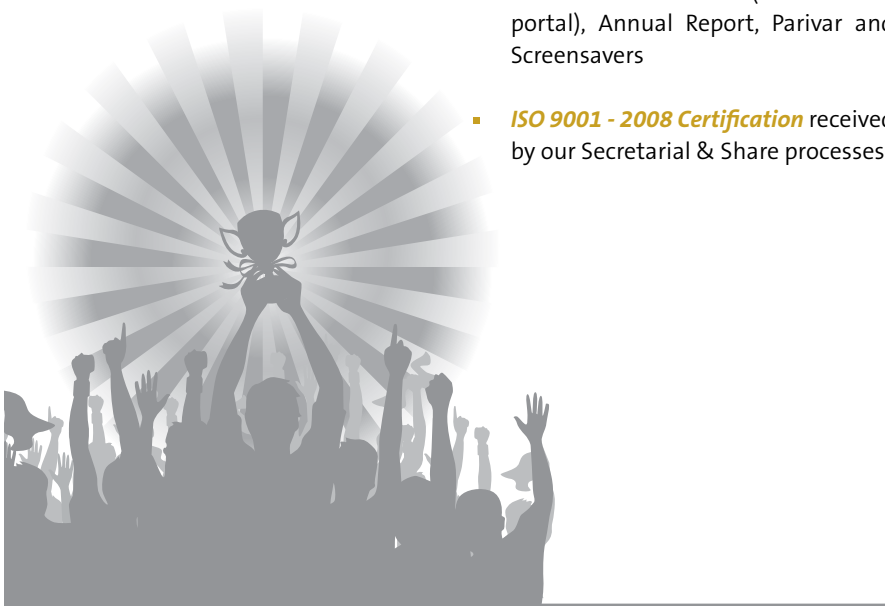 portal), Annual Report, Parivar and
Screensavers
ISO 9001 - 2008 Certification received
by our Secretarial & Share processes